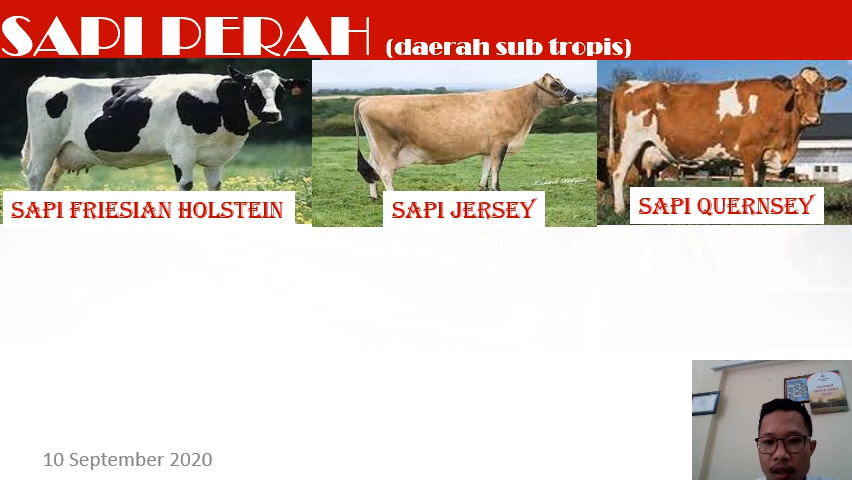 SAPI PERAH (daerah sub tropis)
SAPI FRIESIAN HOLSTEIN
SAPI JERSEY
SAPI QUERNSEY
10 September 2020